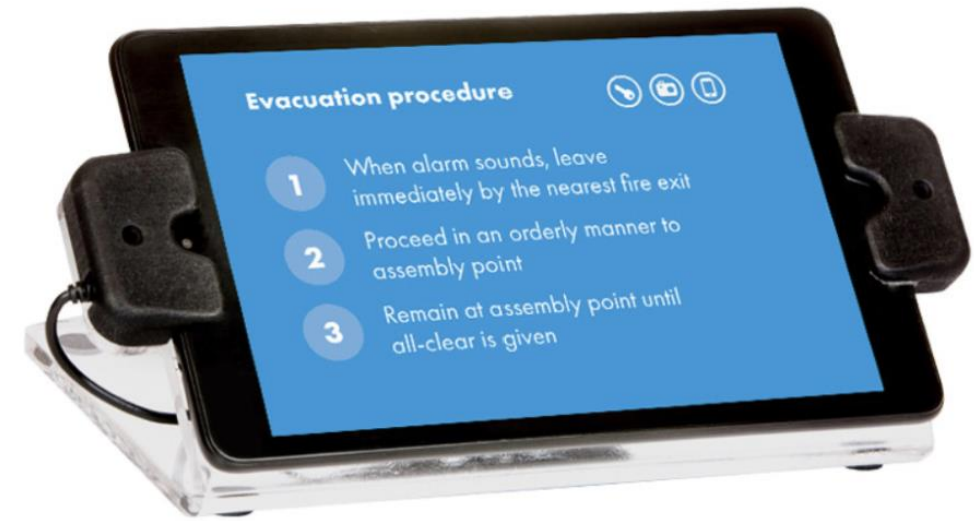 Evacuation procedure
1
When alarm sounds, leave
immediately by the nearest fire exit
2
Proceed in an orderly manner to
assembly point
3
Remain at assembly point until
all-clear is given